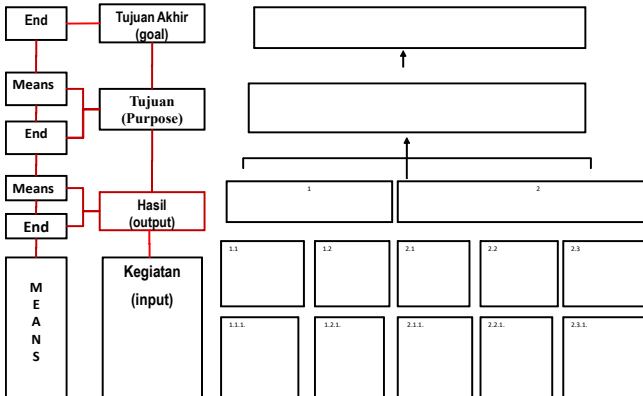 End
Tujuan Akhir
(goal)
Means
Tujuan
(Purpose)
End
Means
Hasil
(output)
End
1
2
MEANS
Kegiatan
(input)
1.1
1.2
2.1
2.2
2.3
1.1.1.
1.2.1.
2.1.1.
2.2.1.
2.3.1.